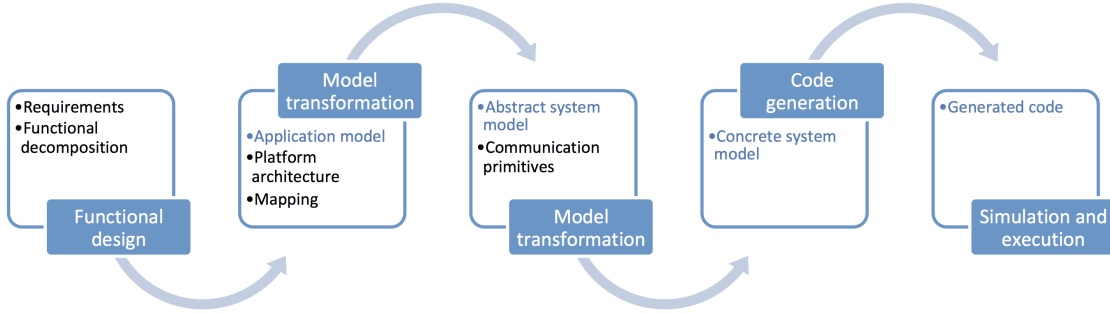 •Requirements
•Functional
decomposition
Functional
design
Model
transformation
•Application model
•Platform
architecture
•Mapping
•Abstract system
model
•Communication
primitives
Model
transformation
Code
generation
•Concrete system
model
•Generated code
Simulation and
execution